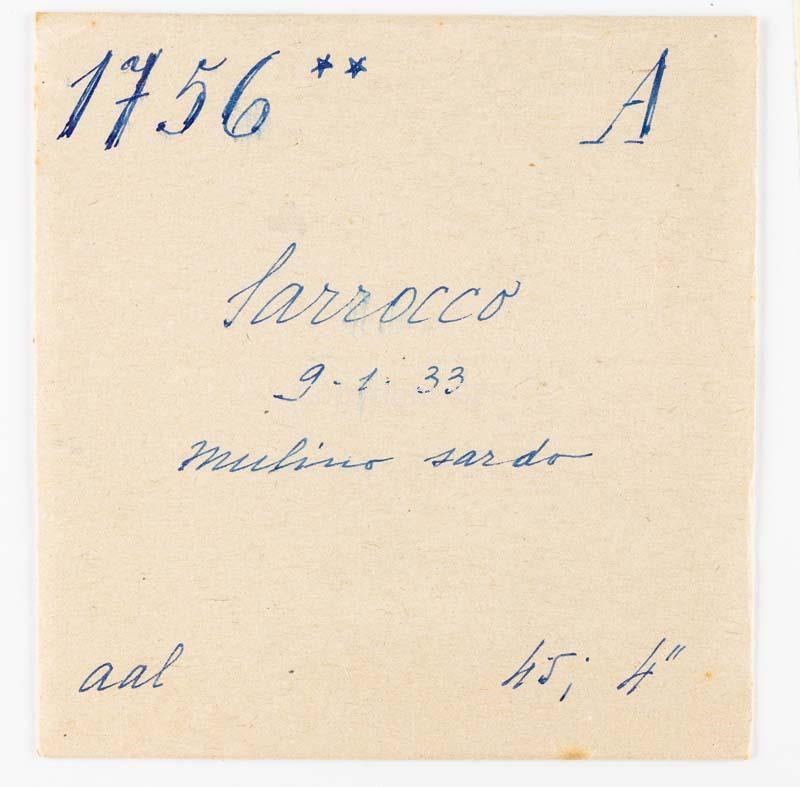 1756** A
Sarrocco
9-1-33
mulino sardo
aal 45; 4"